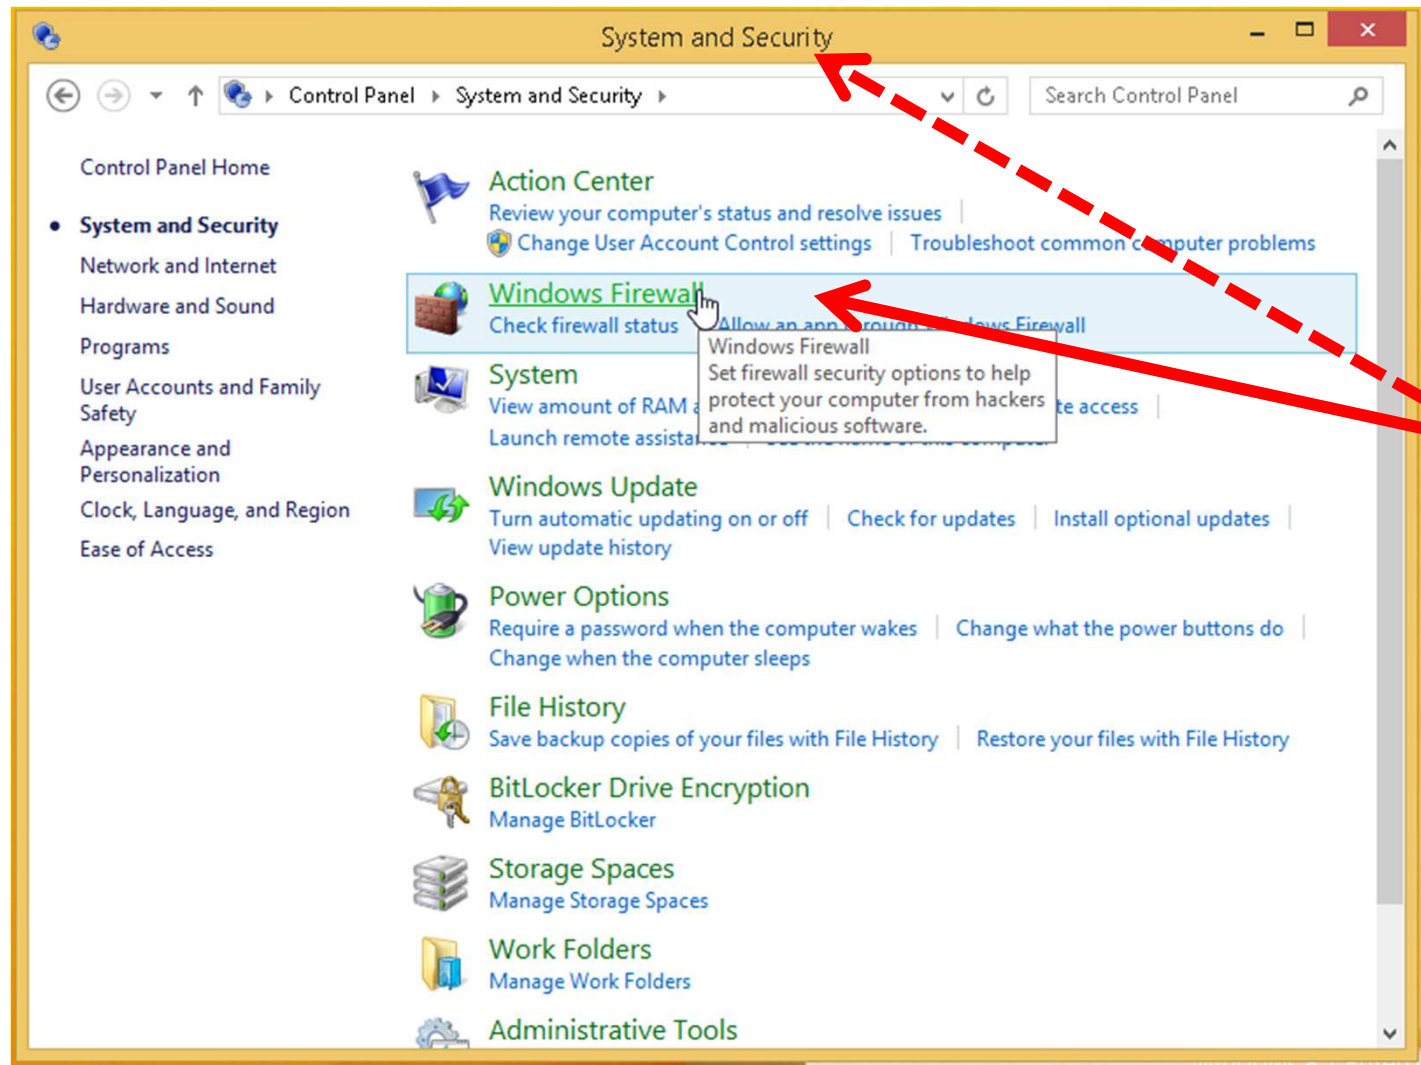 System and Security
Control Panel System and Security
Search Control Panel
Control Panel Home
System and Security
Network and Internet
Hardware and Sound
Programs
User Accounts and Family
Safety
Appearance and
Personalization
Clock, Language, and Region
Ease of Access
Action Center
Review your computer's status and resolve issues
Change User Account Control settings Troubleshoot common computer problems
Windows Firewall
Check firewall status Allow an app through Windows Firewall
Windows Firewall
Set firewall security options to help
protect your computer from hackers
and malicious software.
System
View amount of RAM te access
Launch remote assista
Windows Update
Turn automatic updating on or off Check for updates Install optional updates
View update history
Power Options
Require a password when the computer wakes Change what the power buttons do
Change when the computer sleeps
File History
Save backup copies of your files with File History Restore your files with File History
BitLocker Drive Encryption
Manage BitLocker
Storage Spaces
Manage Storage Spaces
Work Folders
Manage Work Folders
Administrative Tools